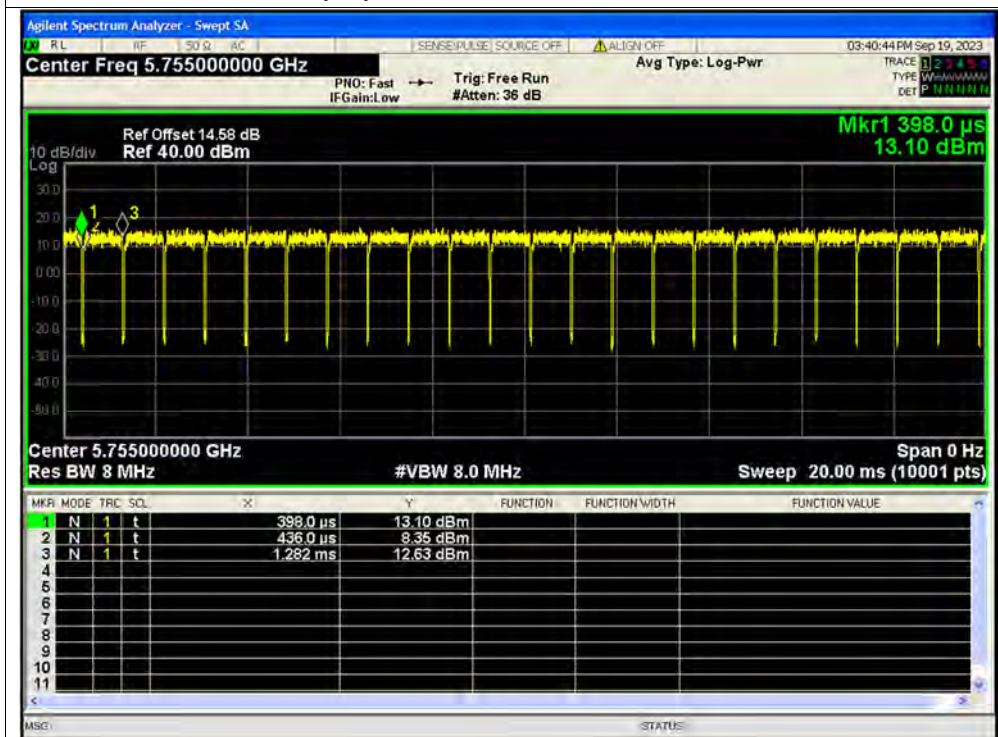 Agilent Spectrum Analyzer - Swept SA
RL RF 50 Ω AC SENSE:PULSE SOURCE OFF ALIGN OFF 03:40:44 PM Sep 19, 2023
Center Freq 5.755000000 GHz
PNO: Fast
IFGain:Low
Trig: Free Run
#Atten: 36 dB
Avg Type: Log-Pwr
TRACE 1 2 3 4 5 6
TYPE
DET P N N N N N
Mkr1 398.0 µs
13.10 dBm
Ref Offset 14.58 dB
10 dB/div Ref 40.00 dBm
Log
30.0
20.0
10.0
0.00
-10.0
-20.0
-30.0
-40.0
-50.0
1
2
3
Center 5.755000000 GHz Span 0 Hz
Res BW 8 MHz #VBW 8.0 MHz Sweep 20.00 ms (10001 pts)
MKR MODE TRC SCL X Y FUNCTION FUNCTION WIDTH FUNCTION VALUE
1 N 1 t 398.0 µs 13.10 dBm
2 N 1 t 436.0 µs 8.35 dBm
3 N 1 t 1.282 ms 12.63 dBm
4
5
6
7
8
9
10
11
MSG STATUS